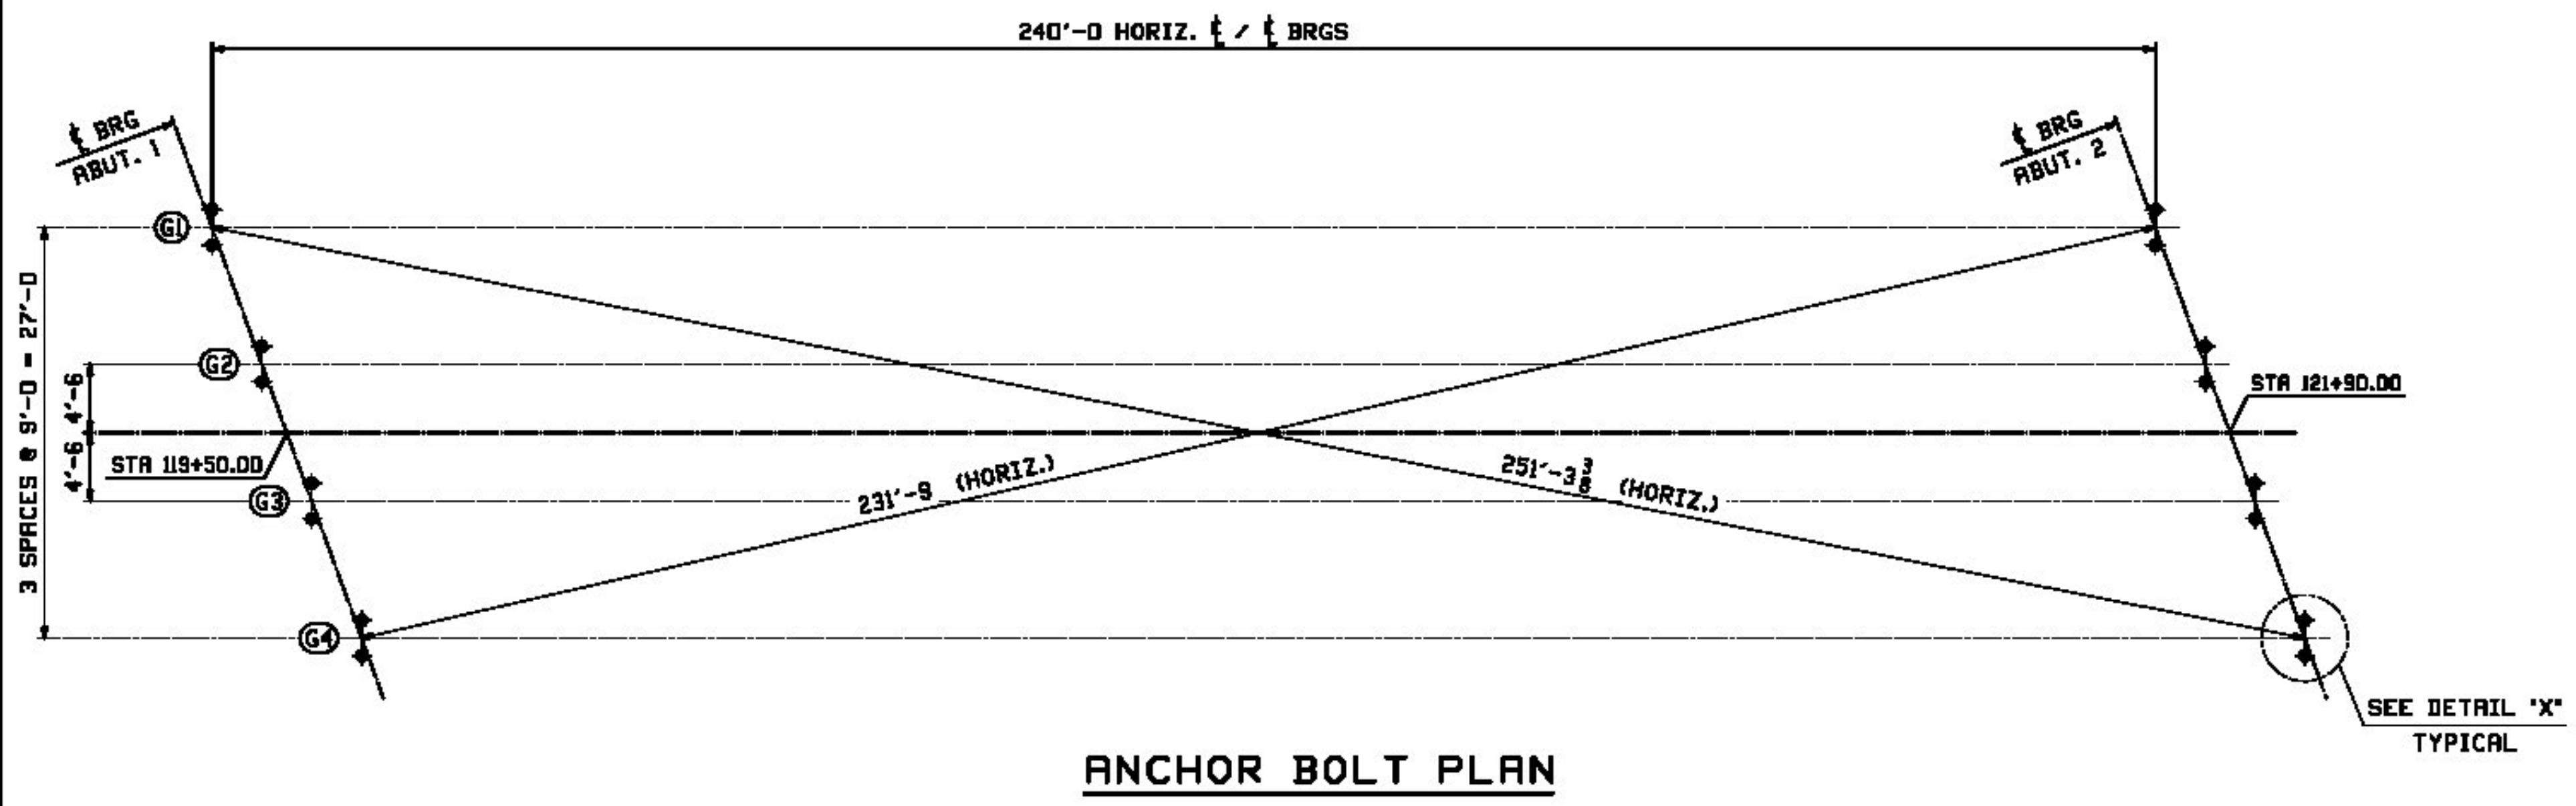 240'-0 HORIZ. ℄ / ℄ BRGS
℄ BRG
ABUT. 1
℄ BRG
ABUT. 2
G1
3 SPACES @ 9'-0 = 27'-0
G2
4'-6
4'-6
STA 121+90.00
STA 119+50.00
231'-9 (HORIZ.)
251'-3 3/8 (HORIZ.)
G3
G4
SEE DETAIL "X"
TYPICAL
ANCHOR BOLT PLAN